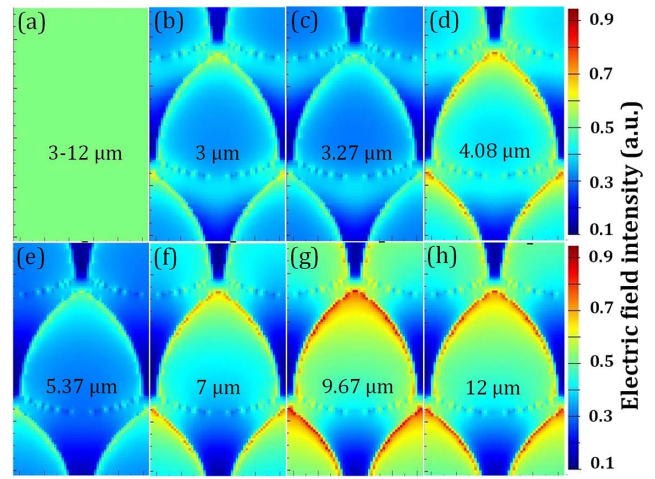 (a)
3-12 μm
(b)
3 μm
(c)
3.27 μm
(d)
4.08 μm
0.9
0.7
0.5
0.3
0.1
(e)
5.37 μm
(f)
7 μm
(g)
9.67 μm
(h)
12 μm
0.9
0.7
0.5
0.3
0.1
Electric field intensity (a.u.)